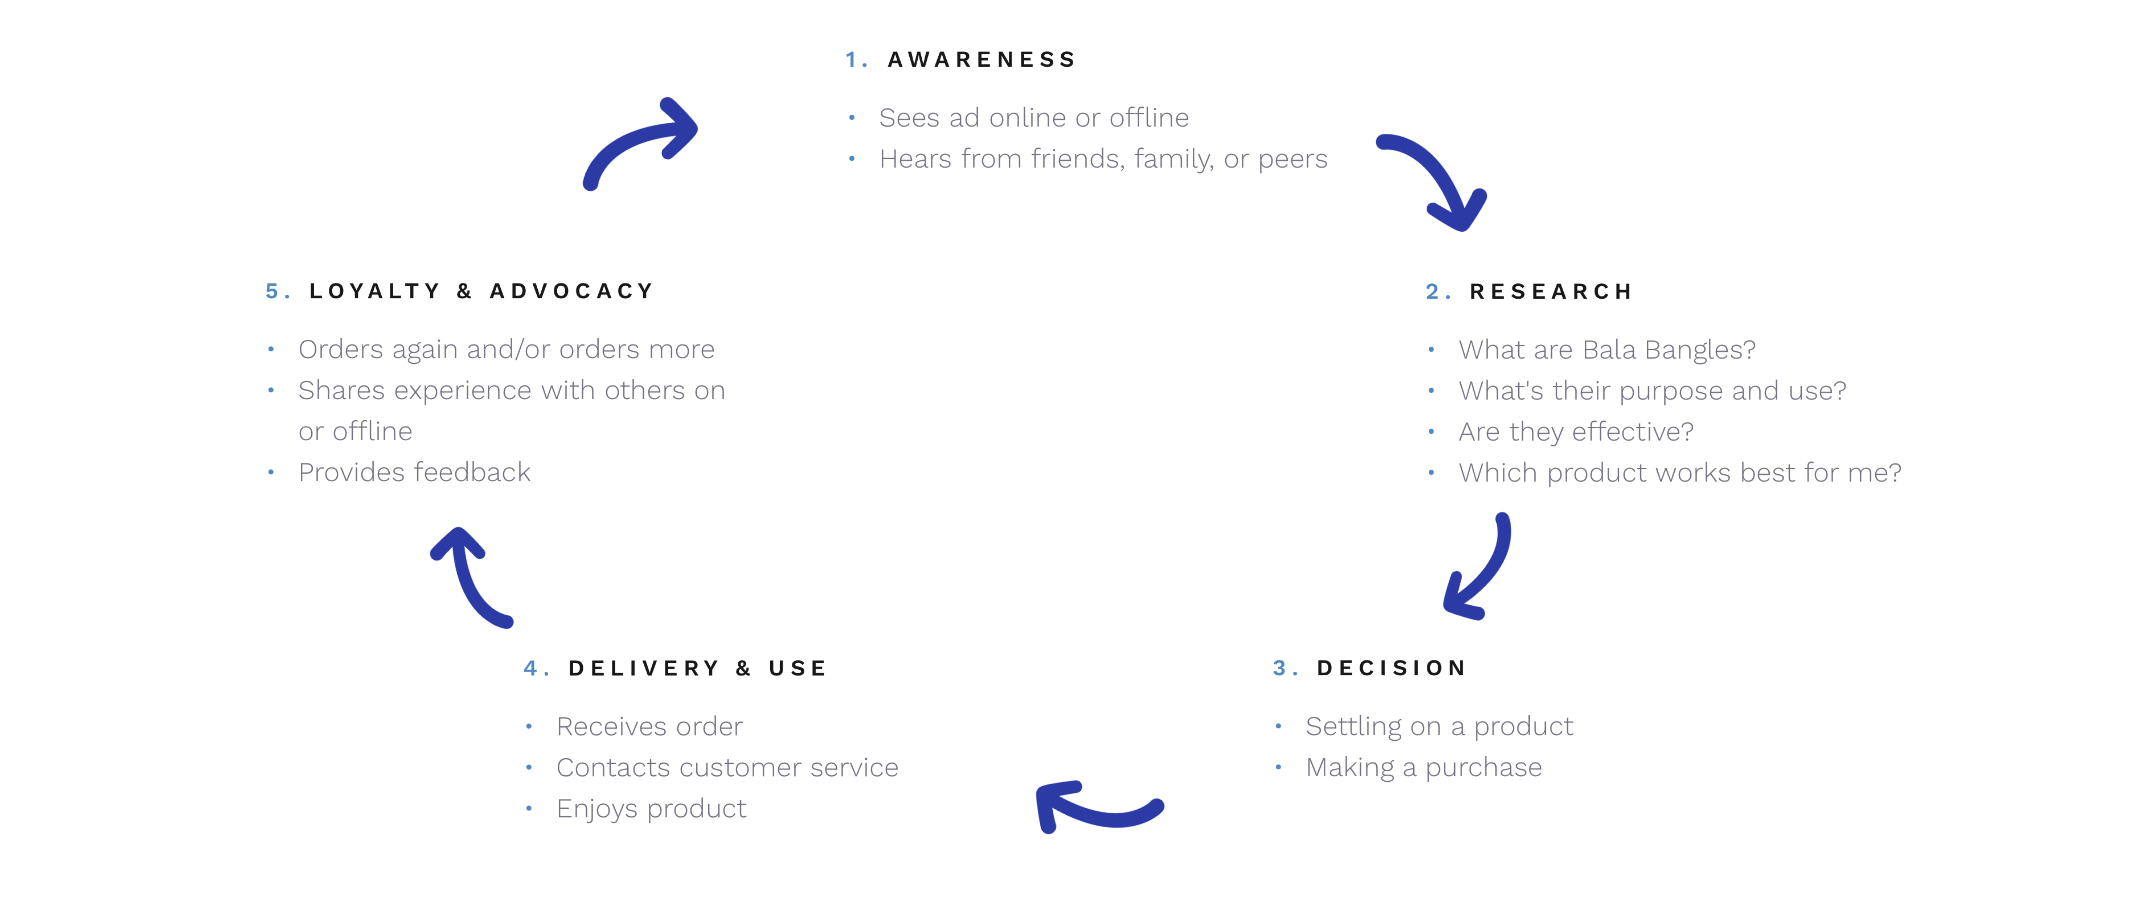 1. AWARENESS
• Sees ad online or offline
• Hears from friends, family, or peers
2. RESEARCH
• What are Bala Bangles?
• What's their purpose and use?
• Are they effective?
• Which product works best for me?
3. DECISION
• Settling on a product
• Making a purchase
4. DELIVERY & USE
• Receives order
• Contacts customer service
• Enjoys product
5. LOYALTY & ADVOCACY
• Orders again and/or orders more
• Shares experience with others on
or offline
• Provides feedback